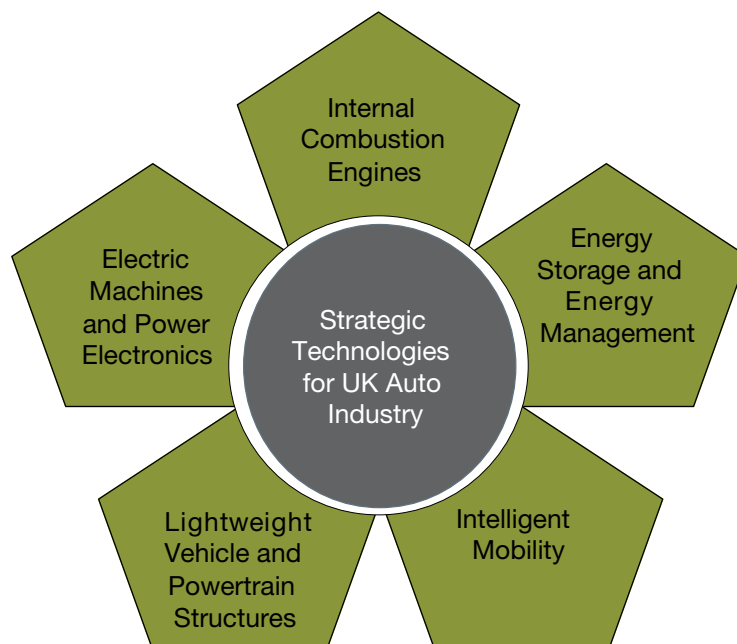 Internal
Combustion
Engines
Energy
Storage and
Energy
Management
Electric
Machines
and Power
Electronics
Strategic
Technologies
for UK Auto
Industry
Intelligent
Mobility
Lightweight
Vehicle and
Powertrain
Structures